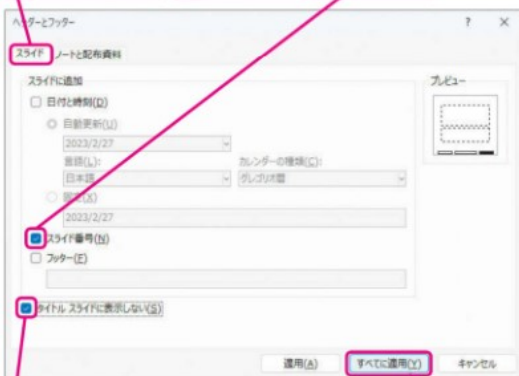 ヘッダーとフッター ? ×
スライド ノートと配布資料
スライドに追加 プレビュー
日付と時刻(D)
自動更新(U)
2023/2/27
言語(L): カレンダーの種類(C):
日本語 グレゴリオ暦
固定(X)
2023/2/27
スライド番号(N)
フッター(F)
タイトル スライドに表示しない(S)
適用(A) すべてに適用(Y) キャンセル